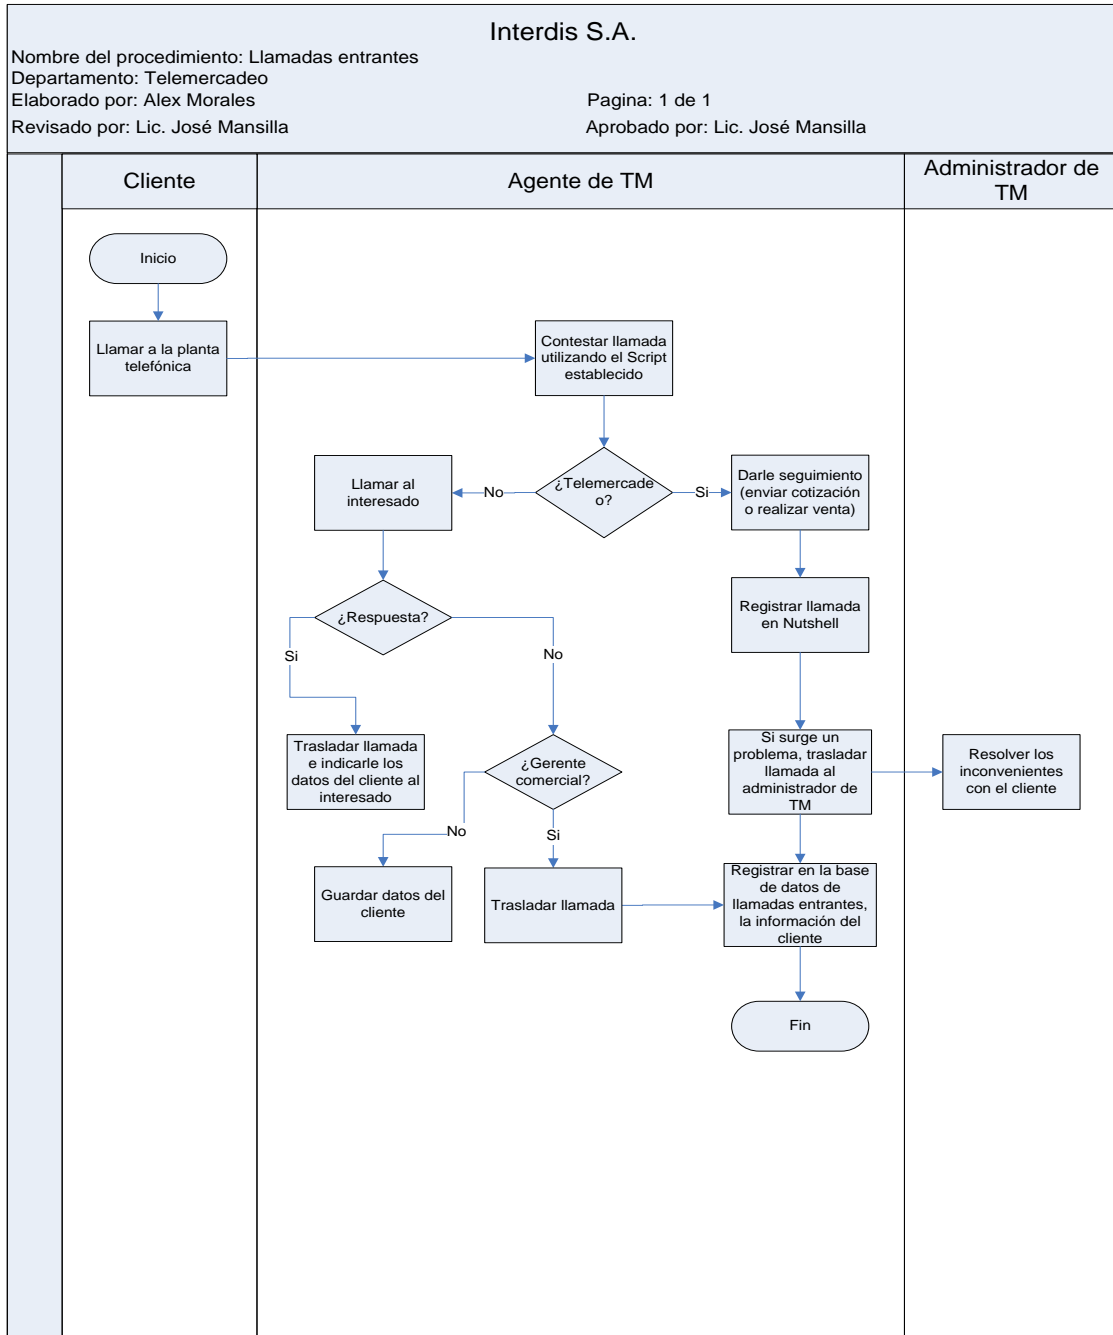 Interdis S.A.
Nombre del procedimiento: Llamadas entrantes
Departamento: Telemercadeo
Elaborado por: Alex Morales
Pagina: 1 de 1
Revisado por: Lic. José Mansilla
Aprobado por: Lic. José Mansilla
Cliente
Agente de TM
Administrador de
TM
Inicio
Llamar a la planta
telefónica
Contestar llamada
utilizando el Script
establecido
¿Telemercade
o?
No
Si
Llamar al
interesado
Darle seguimiento
(enviar cotización
o realizar venta)
¿Respuesta?
Registrar llamada
en Nutshell
Si
No
Trasladar llamada
e indicarle los
datos del cliente al
interesado
¿Gerente
comercial?
Si surge un
problema, trasladar
llamada al
administrador de
TM
Resolver los
inconvenientes
con el cliente
No
Si
Guardar datos del
cliente
Trasladar llamada
Registrar en la base
de datos de
llamadas entrantes,
la información del
cliente
Fin